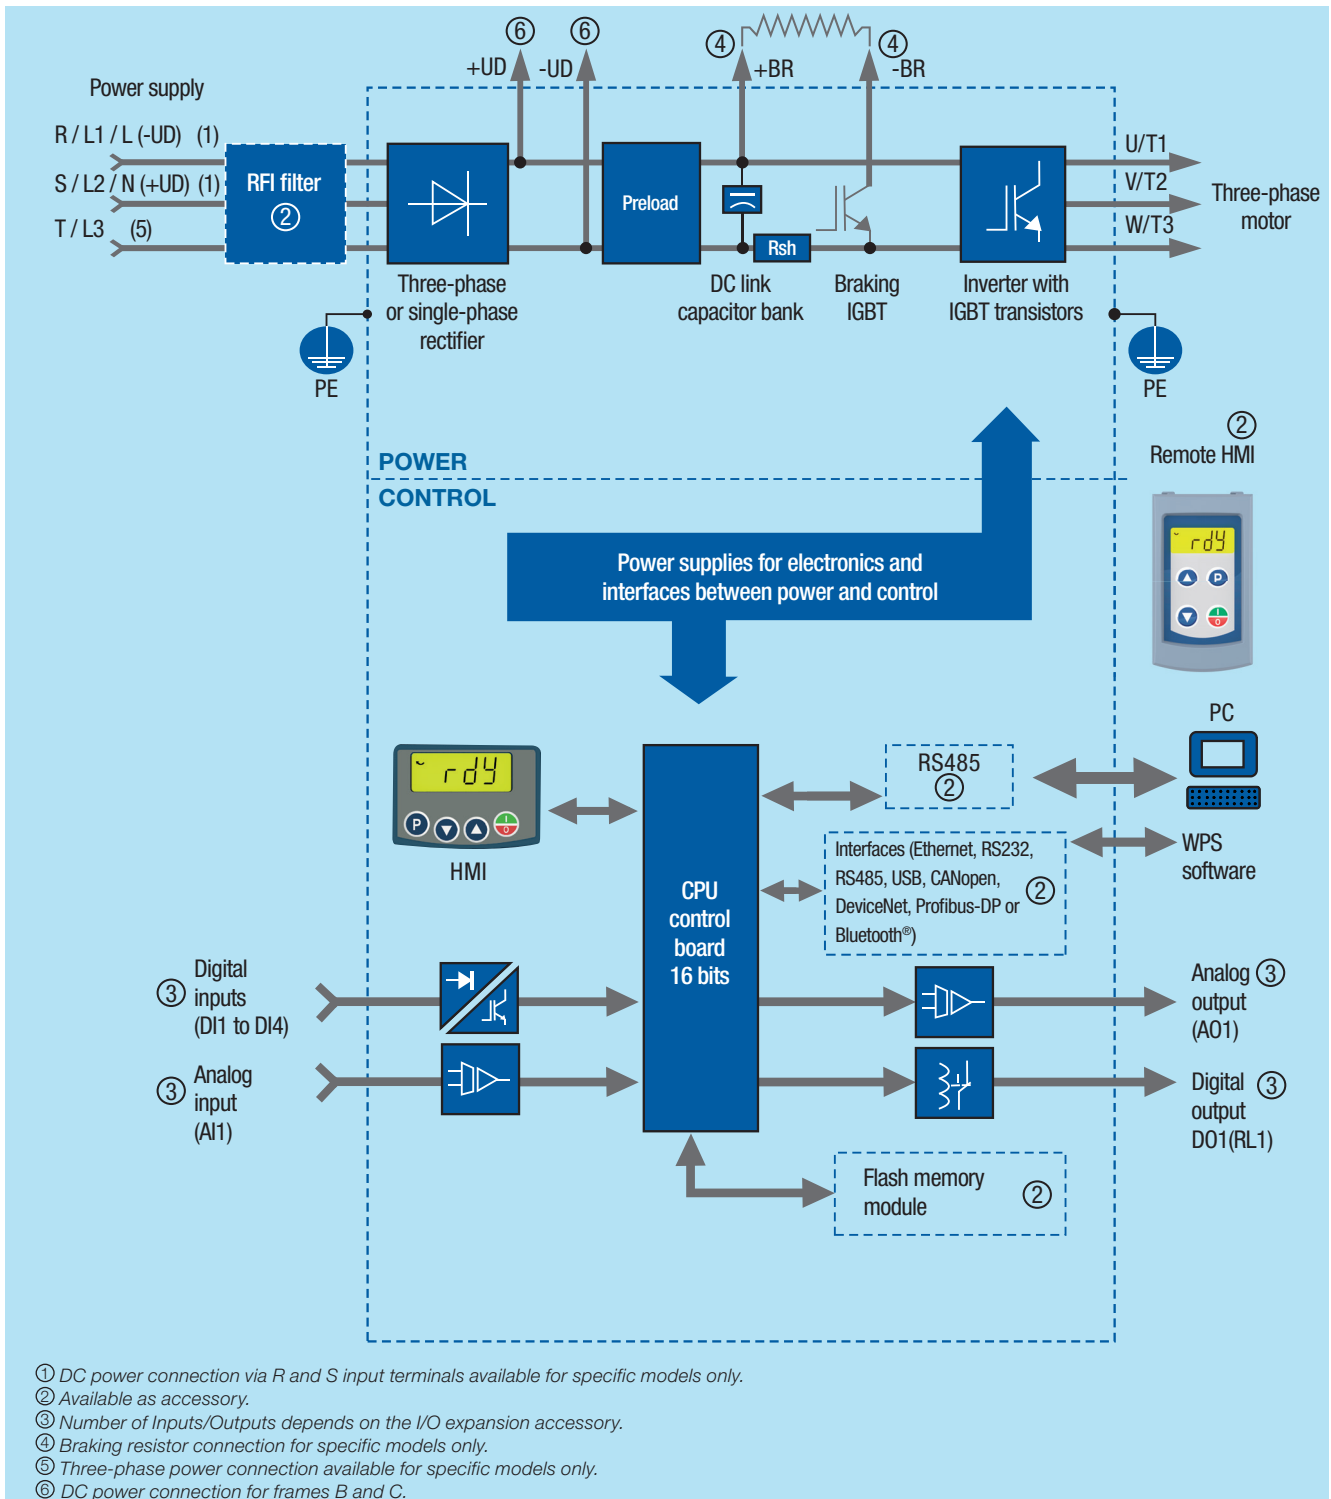 ⑥ ⑥
④ ④
+UD -UD +BR -BR
Power supply
R / L1 / L (-UD) (1)
S / L2 / N (+UD) (1)
T / L3 (5)
RFI filter
②
Preload
Rsh
U/T1
V/T2
W/T3
Three-phase
motor
Three-phase
or single-phase
rectifier
DC link
capacitor bank
Braking
IGBT
Inverter with
IGBT transistors
PE
PE
②
Remote HMI
POWER
CONTROL
rdy
P
I
0
Power supplies for electronics and
interfaces between power and control
PC
rdy
P
I
0
HMI
RS485
②
CPU
control
board
16 bits
Interfaces (Ethernet, RS232,
RS485, USB, CANopen,
DeviceNet, Profibus-DP or
Bluetooth®)
②
WPS
software
③ Digital
inputs
(DI1 to DI4)
Analog ③
output
(AO1)
③ Analog
input
(AI1)
Digital ③
output
DO1(RL1)
Flash memory
module
②
① DC power connection via R and S input terminals available for specific models only.
② Available as accessory.
③ Number of Inputs/Outputs depends on the I/O expansion accessory.
④ Braking resistor connection for specific models only.
⑤ Three-phase power connection available for specific models only.
⑥ DC power connection for frames B and C.